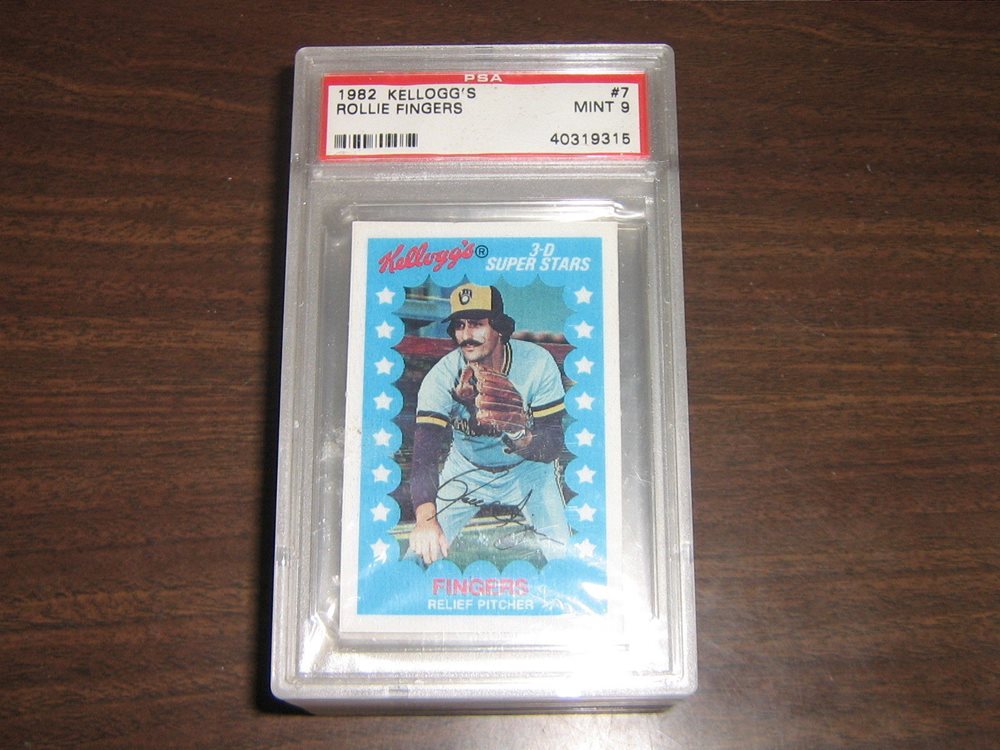 PSA
1982 KELLOGG'S #7
ROLLIE FINGERS MINT 9
40319315
Kellogg's® 3-D
SUPER STARS
FINGERS
RELIEF PITCHER